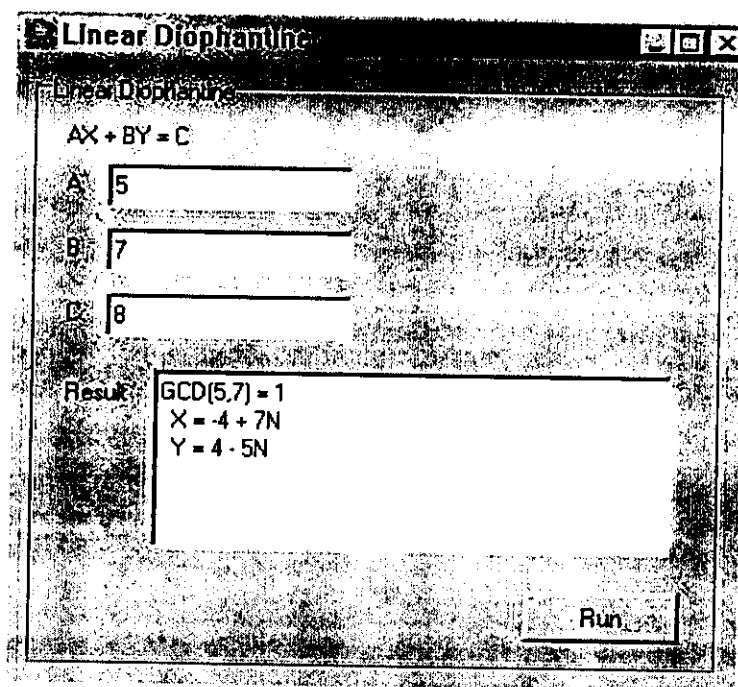 Linear Diophantine
Linear Diophantine
AX + BY = C
A: 5
B: 7
C: 8
Result: GCD(5,7) = 1
X = -4 + 7N
Y = 4 - 5N
Run